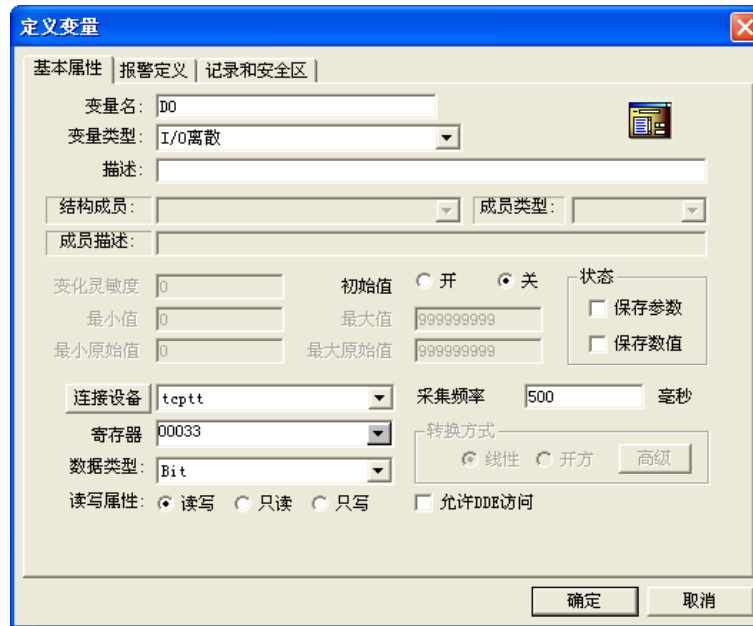 定义变量
基本属性 报警定义 记录和安全区
变量名: DO
变量类型: I/O离散
描述:
结构成员: 成员类型:
成员描述:
变化灵敏度 0 初始值 开 关 状态
最小值 0 最大值 999999999 保存参数
最小原始值 0 最大原始值 999999999 保存数值
连接设备 tcptt 采集频率 500 毫秒
寄存器 00033 转换方式
数据类型: Bit 线性 开方 高级
读写属性: 读写 只读 只写 允许DDE访问
确定 取消